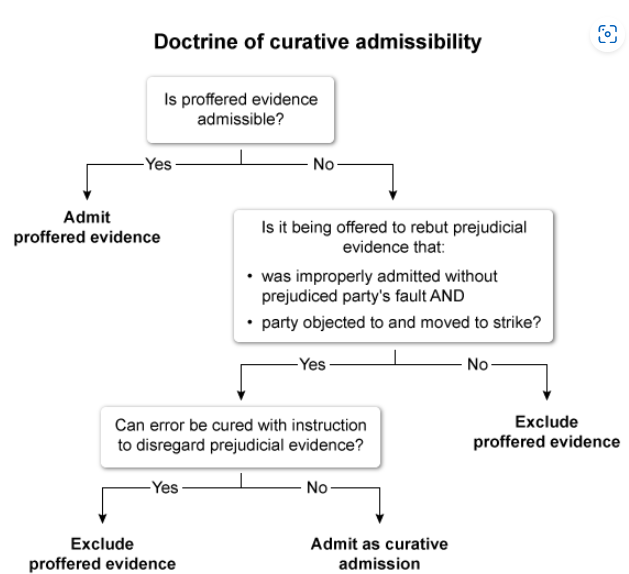 Doctrine of curative admissibility
Is proffered evidence
admissible?
Yes
No
Admit
proffered evidence
Is it being offered to rebut prejudicial
evidence that:
• was improperly admitted without
prejudiced party's fault AND
• party objected to and moved to strike?
Yes
No
Can error be cured with instruction
to disregard prejudicial evidence?
Exclude
proffered evidence
Yes
No
Exclude
proffered evidence
Admit as curative
admission